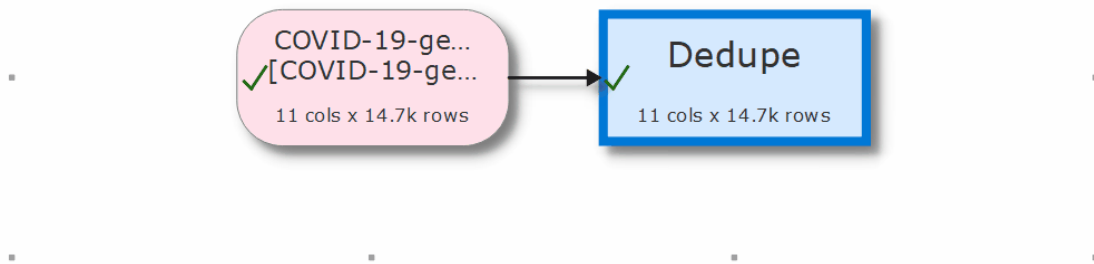 COVID-19-ge...
[COVID-19-ge...
11 cols x 14.7k rows
Dedupe
11 cols x 14.7k rows